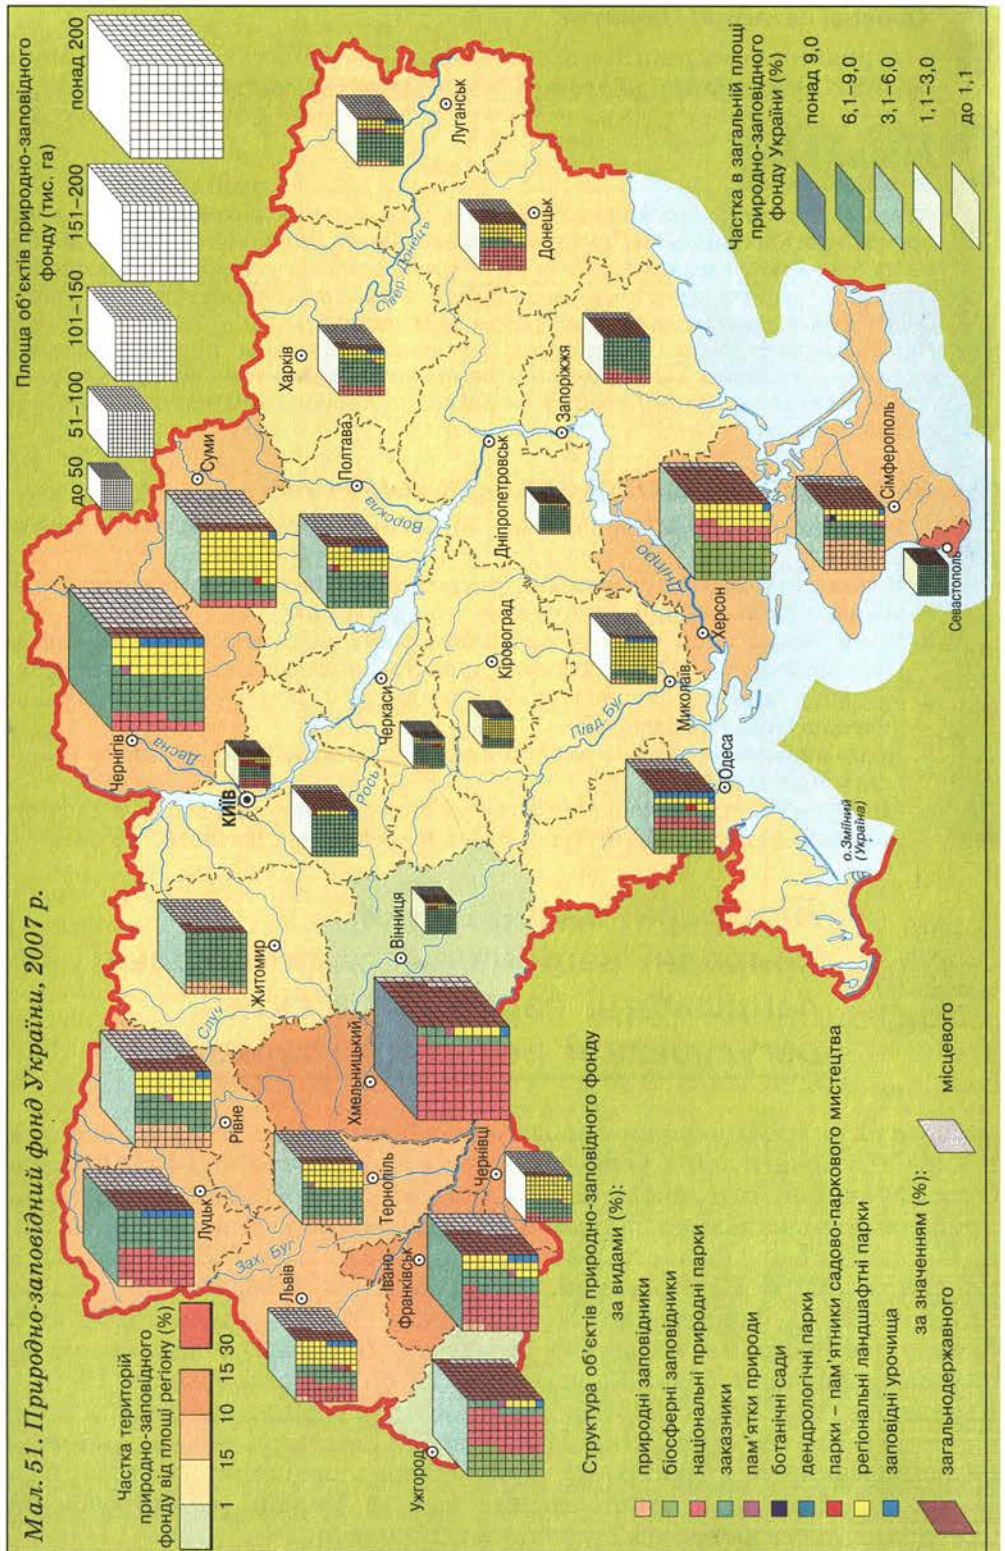 Мал. 51. Природно-заповідний фонд України, 2007 р.
Площа об'єктів природно-заповідного
фонду (тис. га)
до 50
51–100
101–150
151–200
понад 200
Частка територій
природно-заповідного
фонду від площі регіону (%)
1
15
10
15
30
Чернігів
Десна
Суми
КИЇВ
Полтава
Ворскла
Харків
Сівер. Донець
Луганськ
Донецьк
Луцьк
Рівне
Случ
Житомир
Рось
Черкаси
Дніпропетровськ
Запоріжжя
Львів
Зах. Буг
Тернопіль
Хмельницький
Вінниця
Кіровоград
Дніпро
Ужгород
Івано-
Франківськ
Чернівці
Півд. Буг
Миколаїв
Херсон
Одеса
о.Зміїний
(Україна)
Сімферополь
Севастополь
Структура об'єктів природно-заповідного фонду
за видами (%):
природні заповідники
біосферні заповідники
національні природні парки
заказники
пам'ятки природи
ботанічні сади
дендрологічні парки
парки – пам'ятники садово-паркового мистецтва
регіональні ландшафтні парки
заповідні урочища
за значенням (%):
загальнодержавного
місцевого
Частка в загальній площі
природно-заповідного
фонду України (%)
понад 9,0
6,1–9,0
3,1–6,0
1,1–3,0
до 1,1